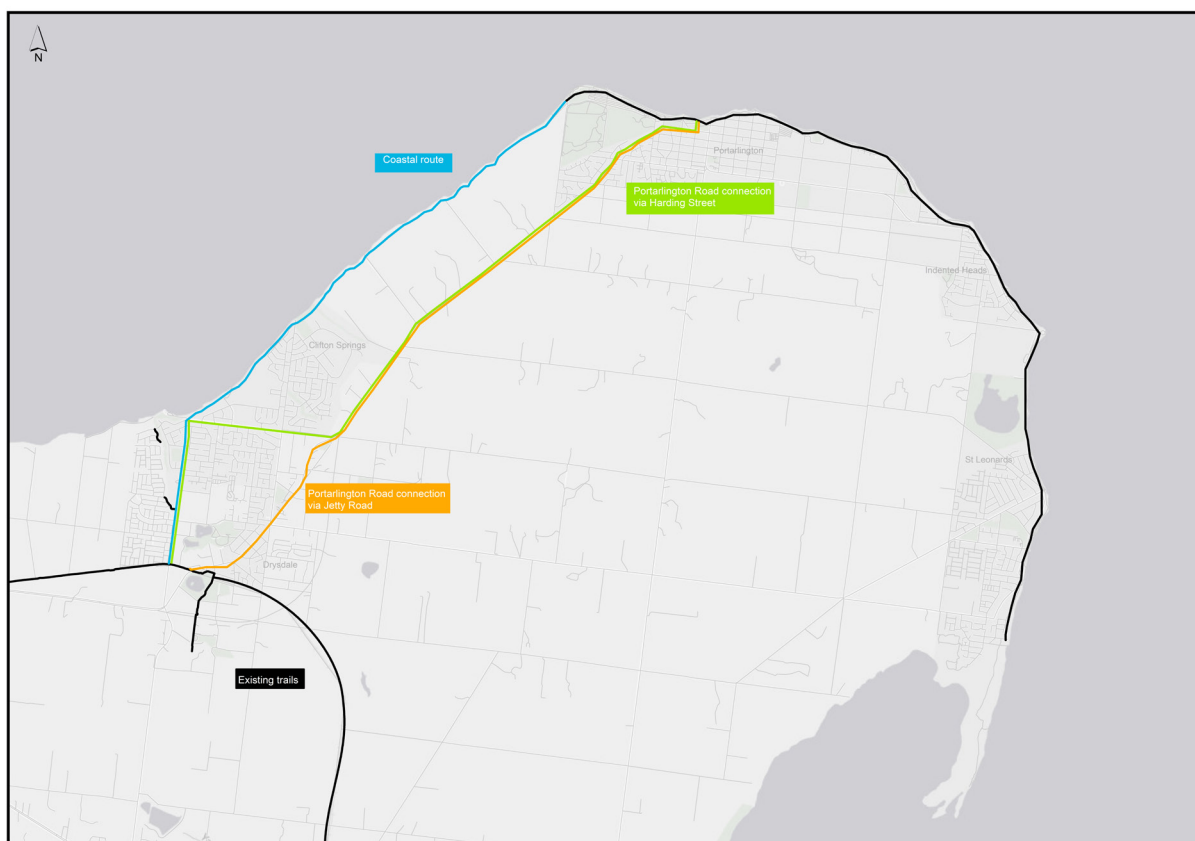 N
Coastal route
Portarlington
Portarlington Road connection
via Harding Street
Indented Heads
Clifton Springs
St Leonards
Portarlington Road connection
via Jetty Road
Drysdale
Existing trails